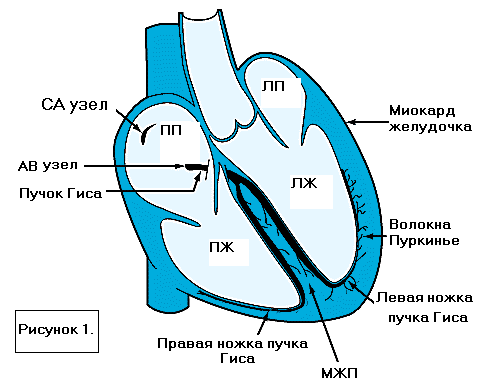 ЛП
СА узел
ПП
Миокард
желудочка
АВ узел
Пучок Гиса
ЛЖ
ПЖ
Волокна
Пуркинье
Левая ножка
пучка Гиса
Рисунок 1.
Правая ножка пучка
Гиса
МЖП